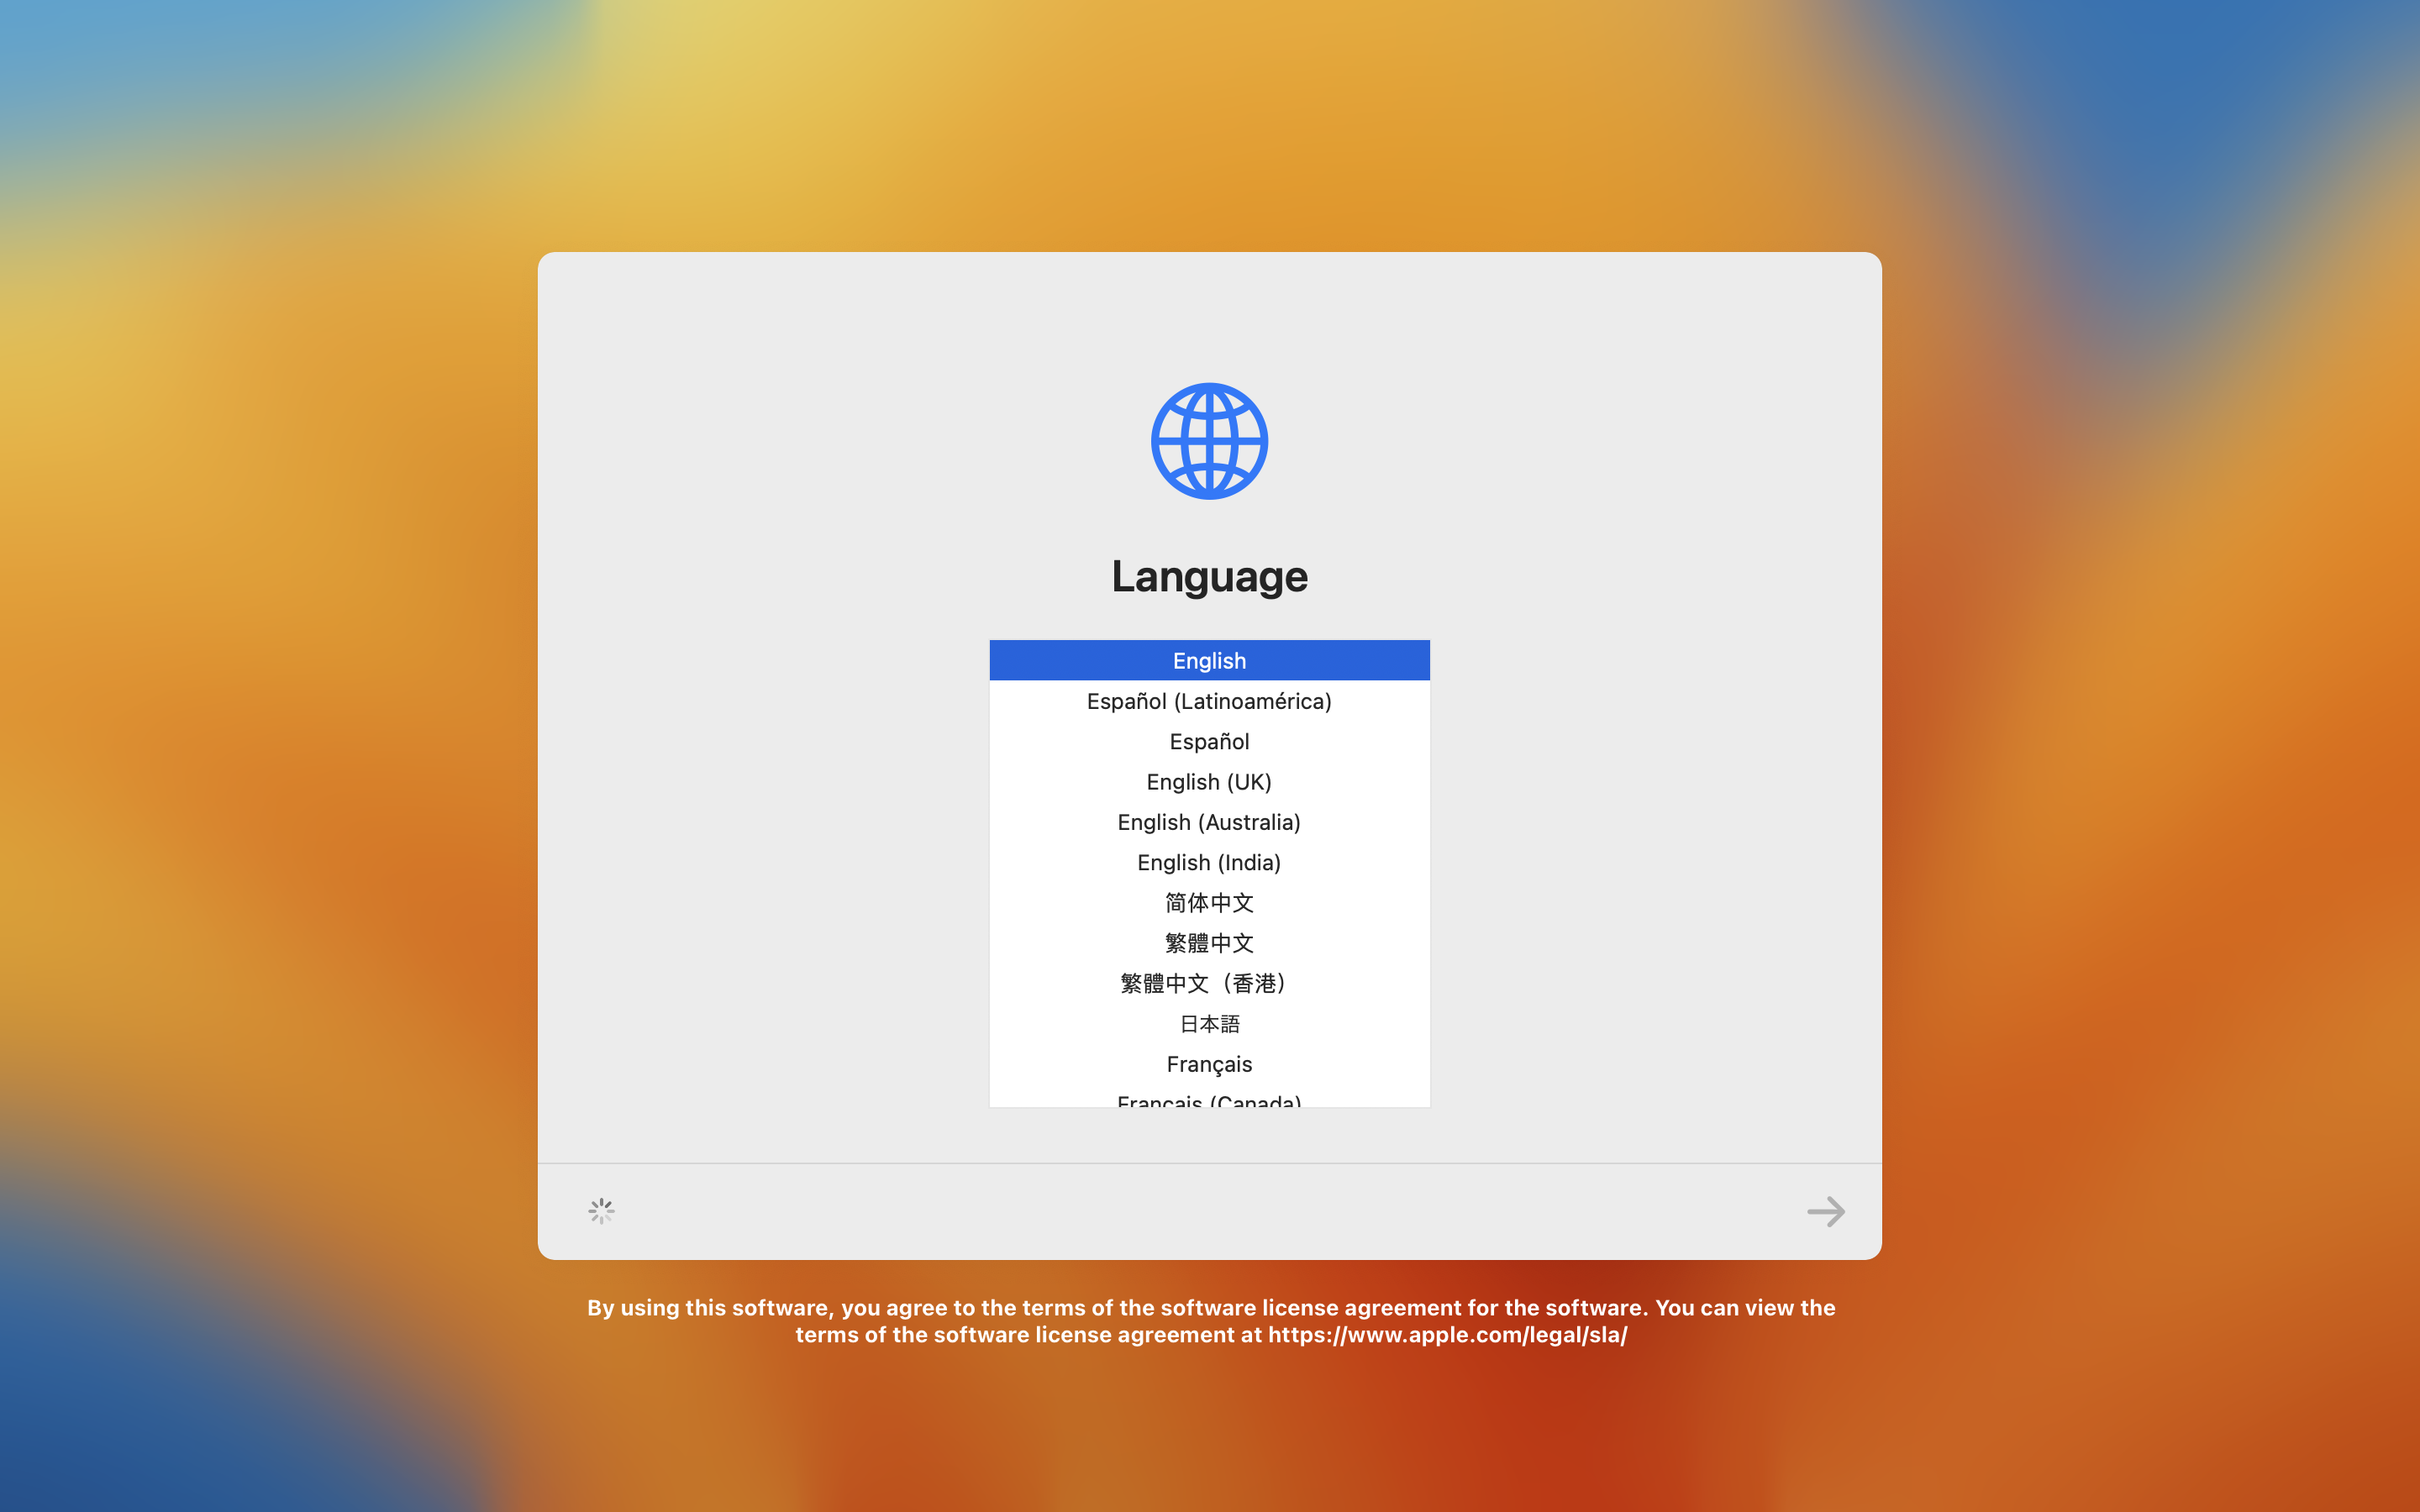 Language
English
Español (Latinoamérica)
Español
English (UK)
English (Australia)
English (India)
简体中文
繁體中文
繁體中文（香港）
日本語
Français
Français (Canada)
By using this software, you agree to the terms of the software license agreement for the software. You can view the
terms of the software license agreement at https://www.apple.com/legal/sla/